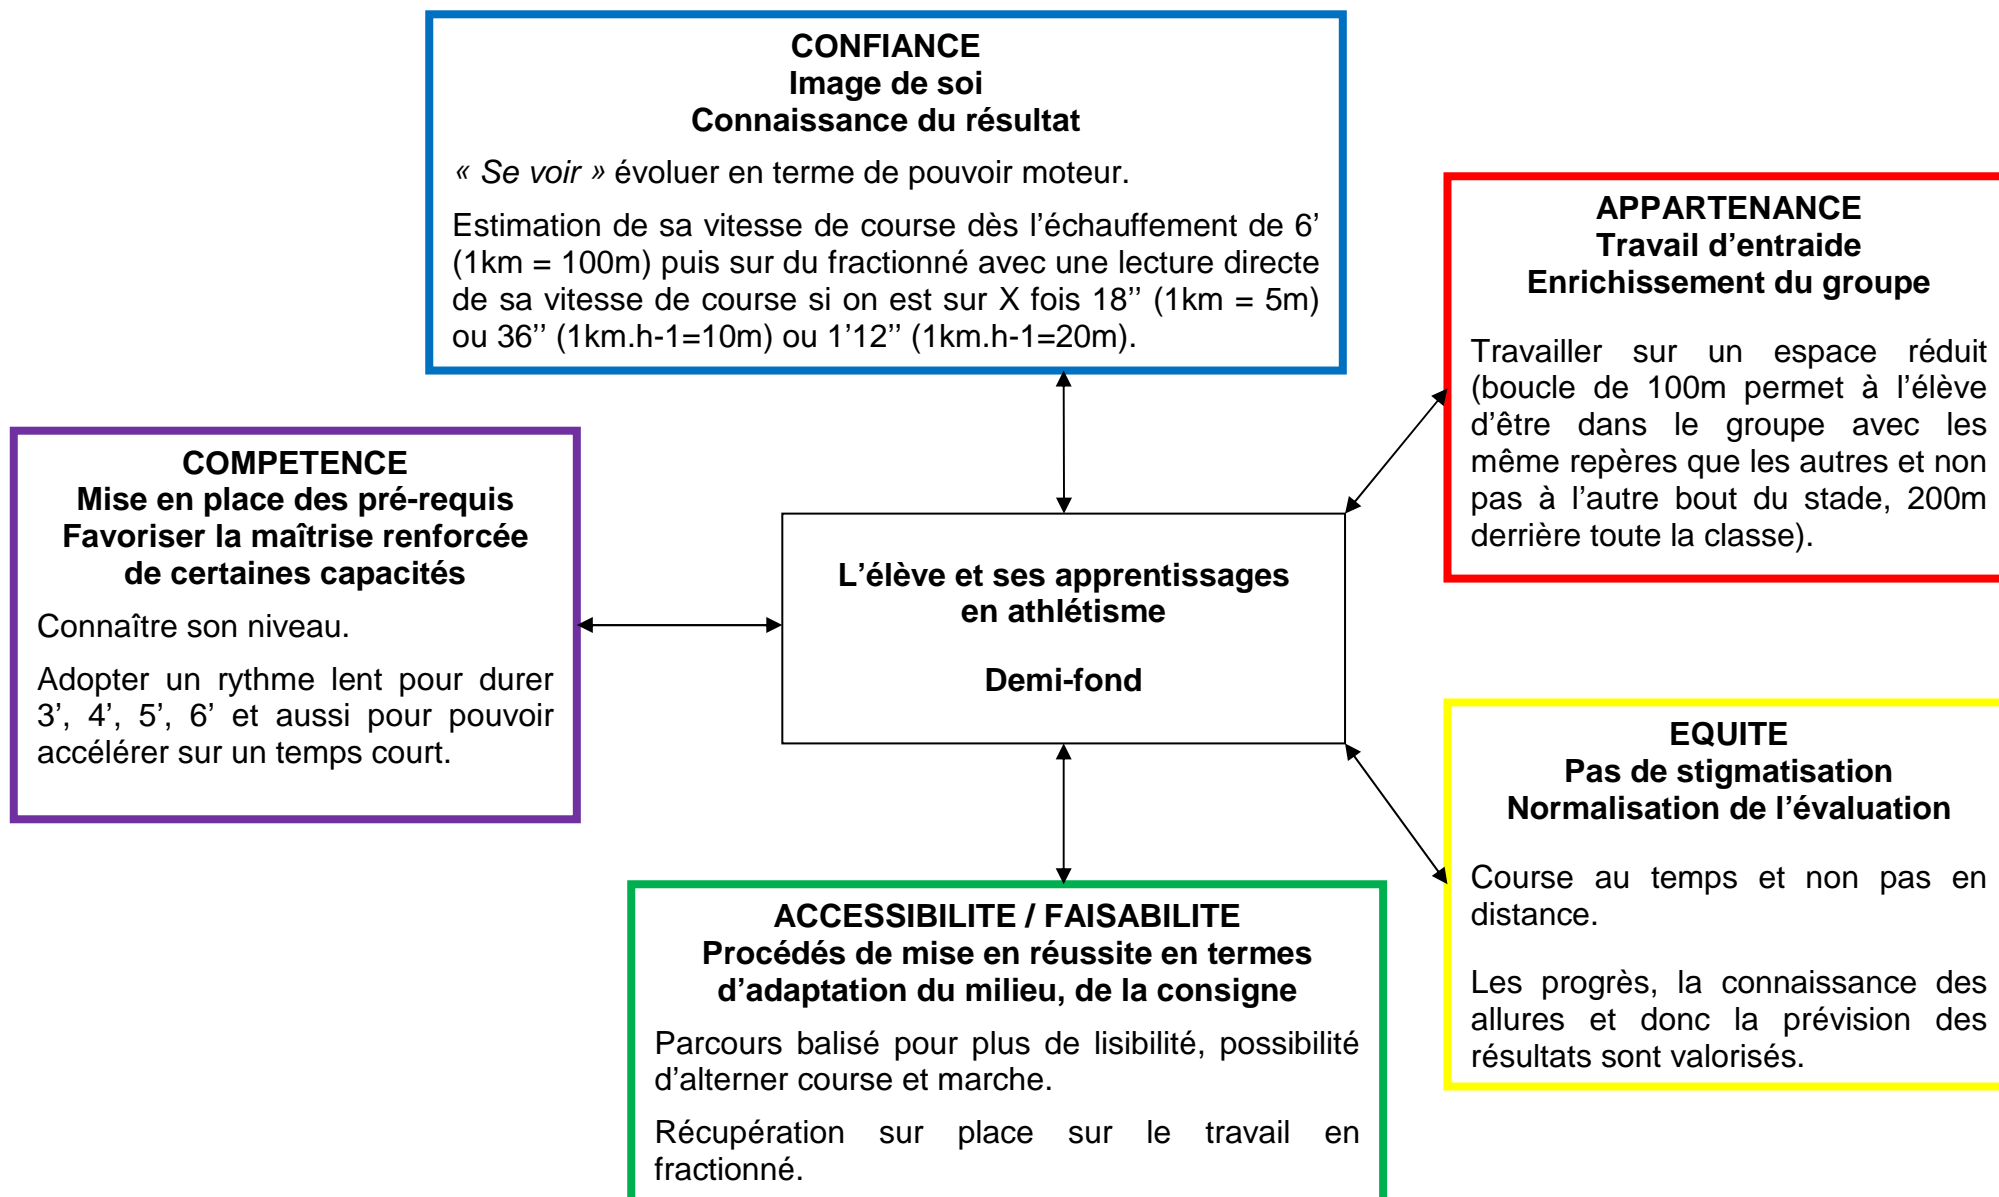 CONFIANCE
Image de soi
Connaissance du résultat
« Se voir » évoluer en terme de pouvoir moteur.
Estimation de sa vitesse de course dès l’échauffement de 6’
(1km = 100m) puis sur du fractionné avec une lecture directe
de sa vitesse de course si on est sur X fois 18’’ (1km = 5m)
ou 36’’ (1km.h-1=10m) ou 1’12’’ (1km.h-1=20m).
APPARTENANCE
Travail d’entraide
Enrichissement du groupe
Travailler sur un espace réduit
(boucle de 100m permet à l’élève
d’être dans le groupe avec les
même repères que les autres et non
pas à l’autre bout du stade, 200m
derrière toute la classe).
COMPETENCE
Mise en place des pré-requis
Favoriser la maîtrise renforcée
de certaines capacités
Connaître son niveau.
Adopter un rythme lent pour durer
3’, 4’, 5’, 6’ et aussi pour pouvoir
accélérer sur un temps court.
L’élève et ses apprentissages
en athlétisme
Demi-fond
EQUITE
Pas de stigmatisation
Normalisation de l’évaluation
Course au temps et non pas en
distance.
Les progrès, la connaissance des
allures et donc la prévision des
résultats sont valorisés.
ACCESSIBILITE / FAISABILITE
Procédés de mise en réussite en termes
d’adaptation du milieu, de la consigne
Parcours balisé pour plus de lisibilité, possibilité
d’alterner course et marche.
Récupération sur place sur le travail en
fractionné.